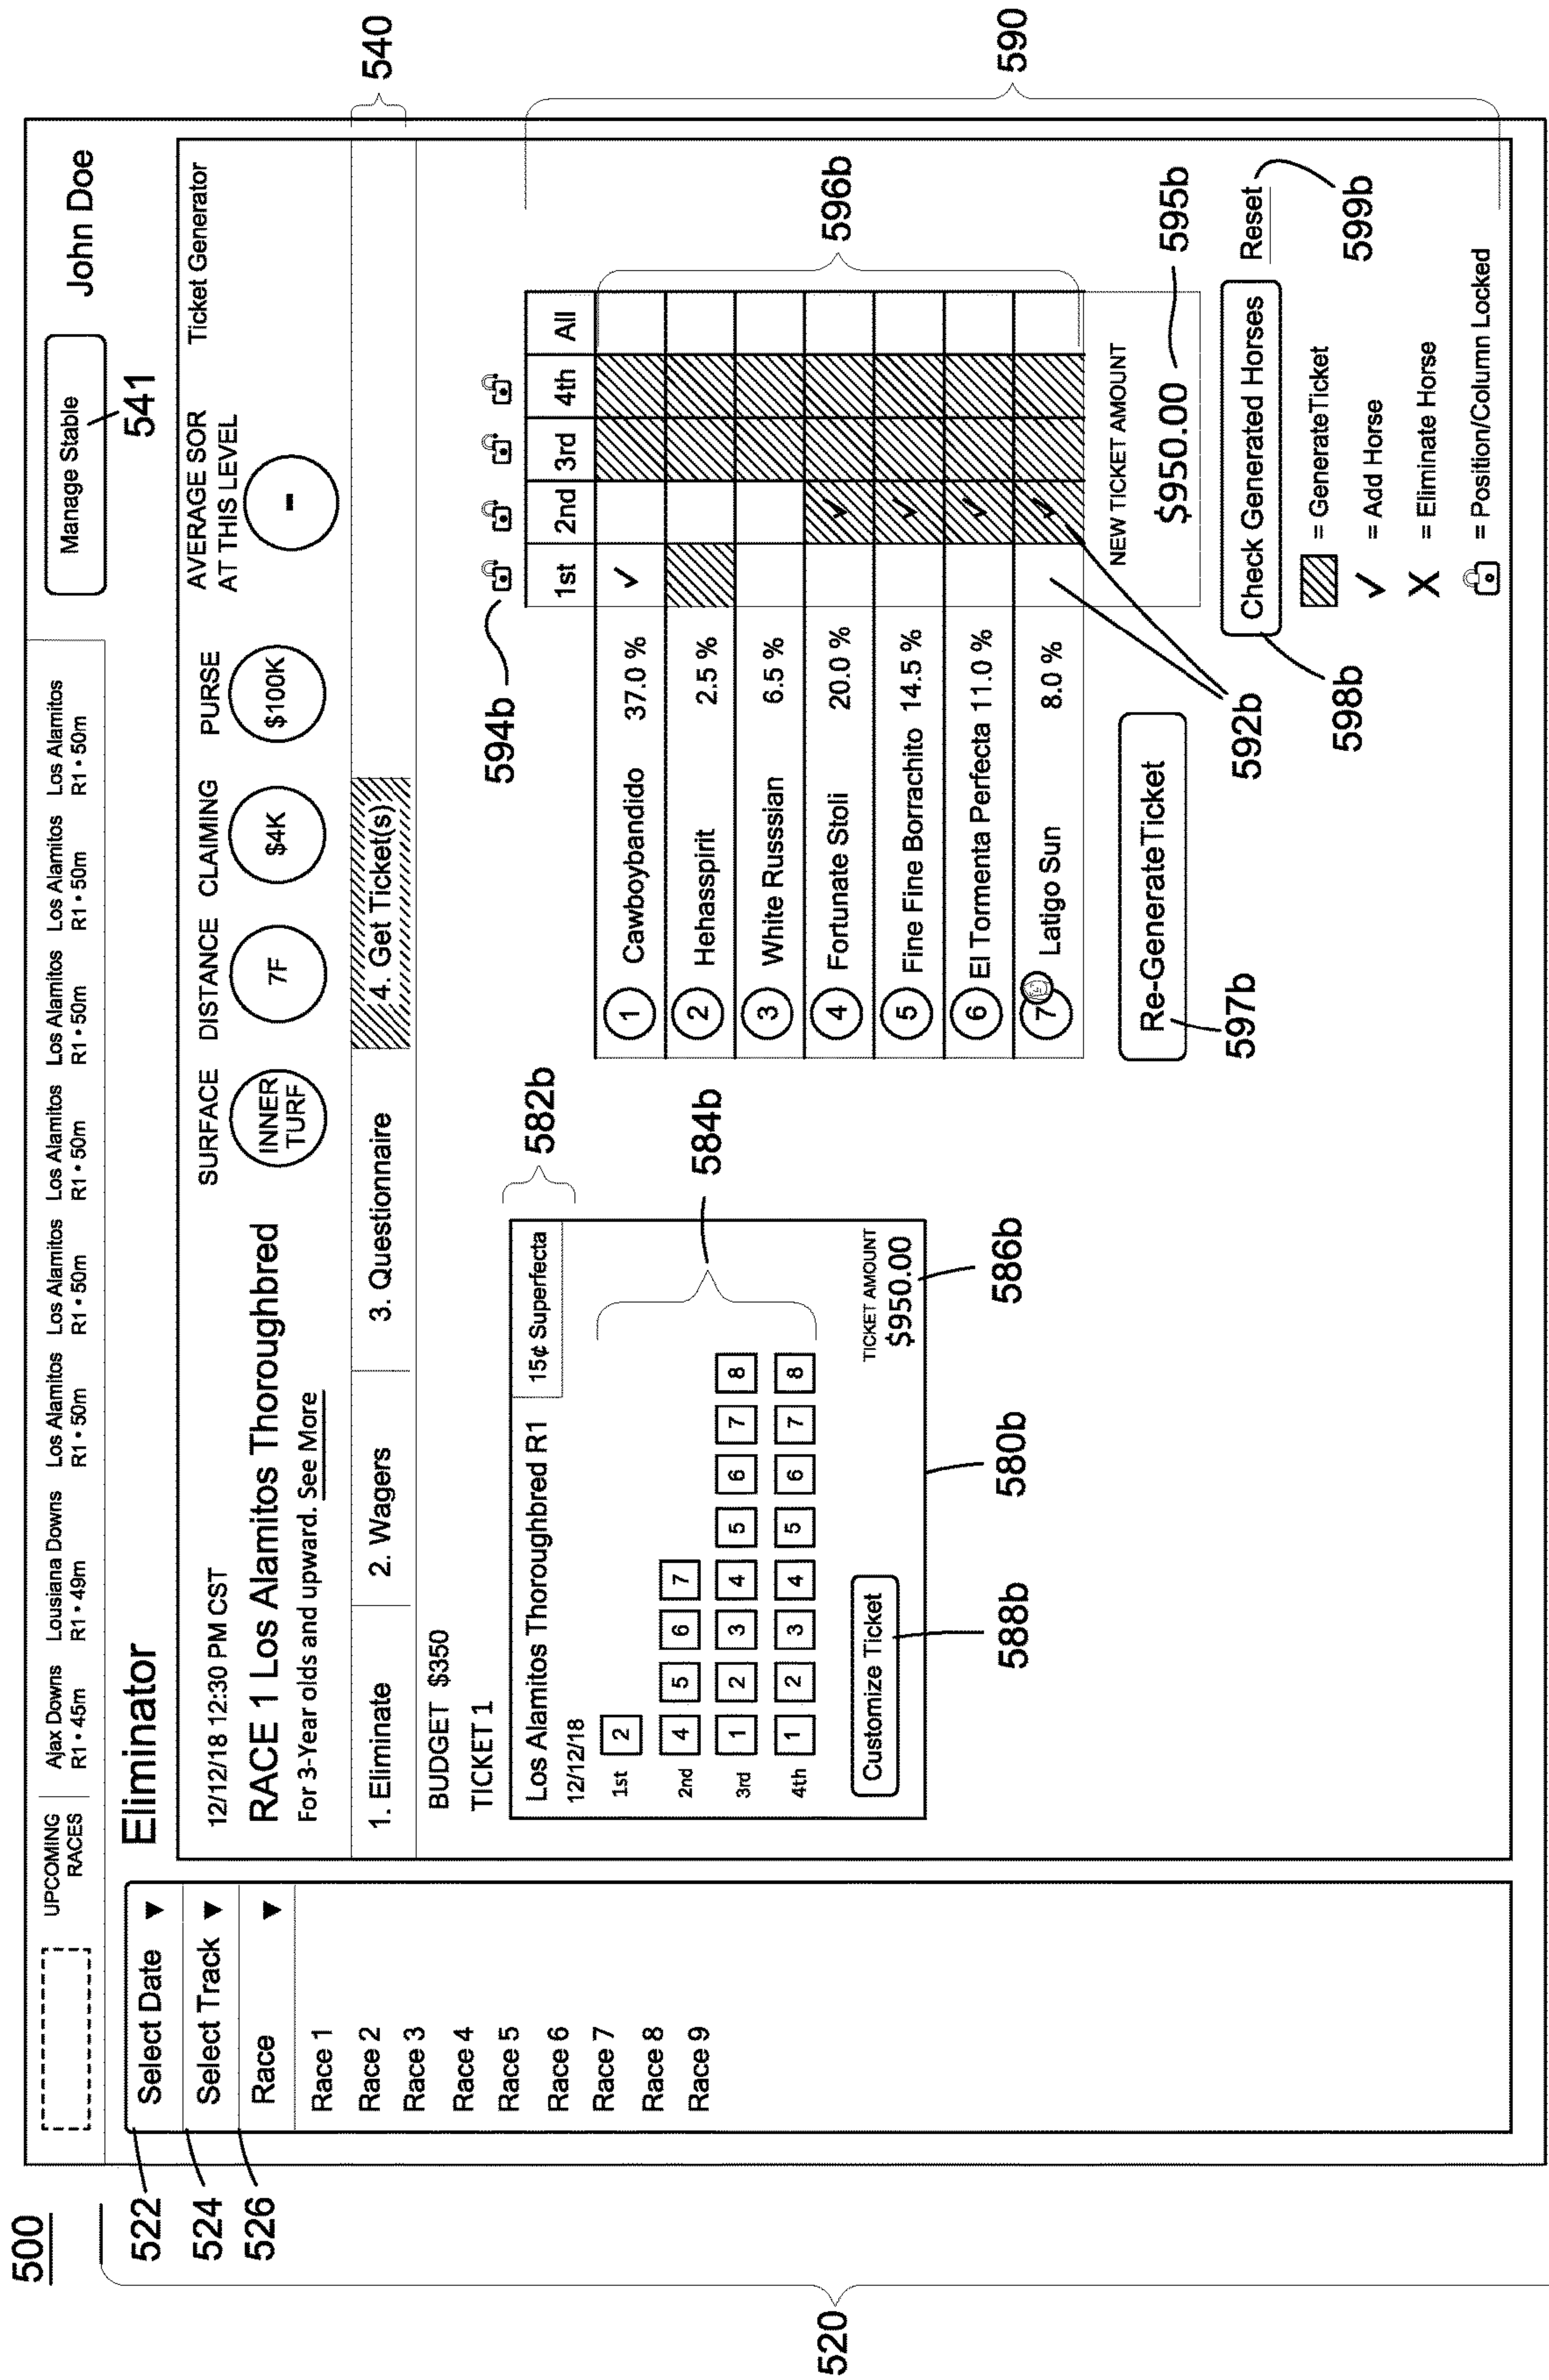 500
520
522
524
526
UPCOMING
RACES
Ajax Downs
R1 • 45m
Lousiana Downs
R1 • 49m
Los Alamitos
R1 • 50m
Los Alamitos
R1 • 50m
Los Alamitos
R1 • 50m
Los Alamitos
R1 • 50m
Los Alamitos
R1 • 50m
Los Alamitos
R1 • 50m
Manage Stable
John Doe
541
Select Date ▼
Select Track ▼
Race ▼
Race 1
Race 2
Race 3
Race 4
Race 5
Race 6
Race 7
Race 8
Race 9
Eliminator
12/12/18 12:30 PM CST
RACE 1 Los Alamitos Thoroughbred
For 3-Year olds and upward. See More
SURFACE
INNER
TURF
DISTANCE
7F
CLAIMING
$4K
PURSE
$100K
AVERAGE SOR
AT THIS LEVEL
-
Ticket Generator
1. Eliminate
2. Wagers
3. Questionnaire
4. Get Ticket(s)
540
BUDGET $350
TICKET 1
582b
Los Alamitos Thoroughbred R1
15¢ Superfecta
12/12/18
1st 2
2nd 4 5 6 7
3rd 1 2 3 4 5 6 7 8
4th 1 2 3 4 5 6 7 8
584b
Customize Ticket
TICKET AMOUNT
$950.00
586b
588b
580b
590
594b
1st 2nd 3rd 4th All
1 Cawboybandido 37.0 % ✓
2 Hehasspirit 2.5 %
3 White Russsian 6.5 %
4 Fortunate Stoli 20.0 % ✓
5 Fine Fine Borrachito 14.5 % ✓
6 El Tormenta Perfecta 11.0 % ✓
7 Latigo Sun 8.0 % ✓
596b
NEW TICKET AMOUNT
$950.00
595b
Re-GenerateTicket
597b
592b
Check Generated Horses
Reset
598b
599b
= GenerateTicket
✓ = Add Horse
X = Eliminate Horse
= Position/Column Locked